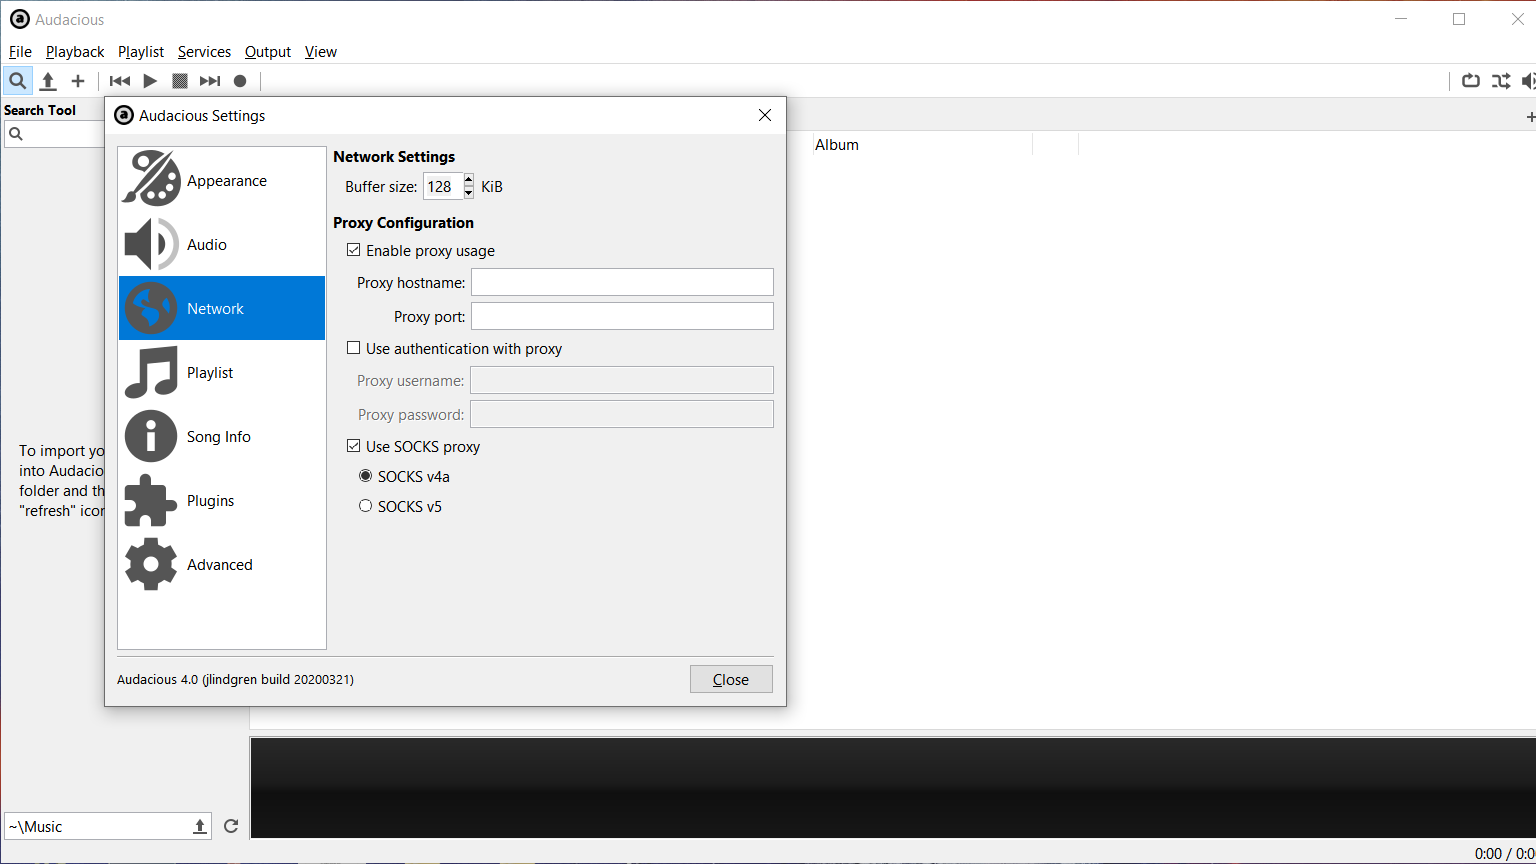 Audacious
File Playback Playlist Services Output View
Search Tool
Audacious Settings
Album
Appearance
Audio
Network
Playlist
Song Info
Plugins
Advanced
Network Settings
Buffer size: 128 KiB
Proxy Configuration
Enable proxy usage
Proxy hostname:
Proxy port:
Use authentication with proxy
Proxy username:
Proxy password:
Use SOCKS proxy
SOCKS v4a
SOCKS v5
To import yo
into Audacio
folder and th
"refresh" icon
Audacious 4.0 (jlindgren build 20200321)
Close
~\Music
0:00 / 0:0